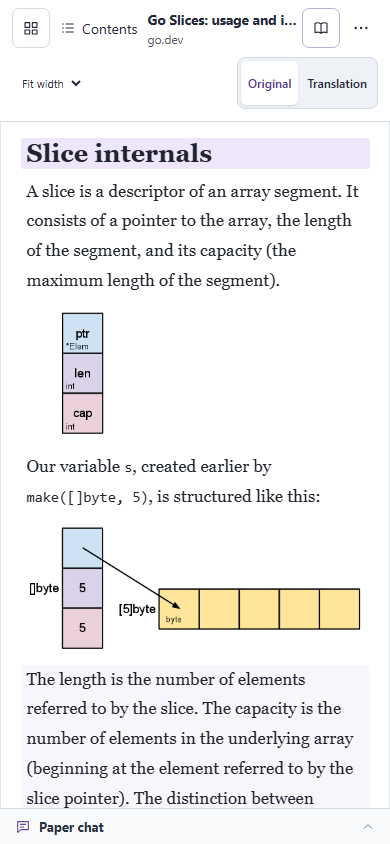 Contents
Go Slices: usage and i...
go.dev
Fit width
Original
Translation
Slice internals
A slice is a descriptor of an array segment. It
consists of a pointer to the array, the length
of the segment, and its capacity (the
maximum length of the segment).
ptr
*Elem
len
int
cap
int
Our variable s, created earlier by
make([]byte, 5), is structured like this:
[]byte
5
5
[5]byte
byte
The length is the number of elements
referred to by the slice. The capacity is the
number of elements in the underlying array
(beginning at the element referred to by the
slice pointer). The distinction between
Paper chat